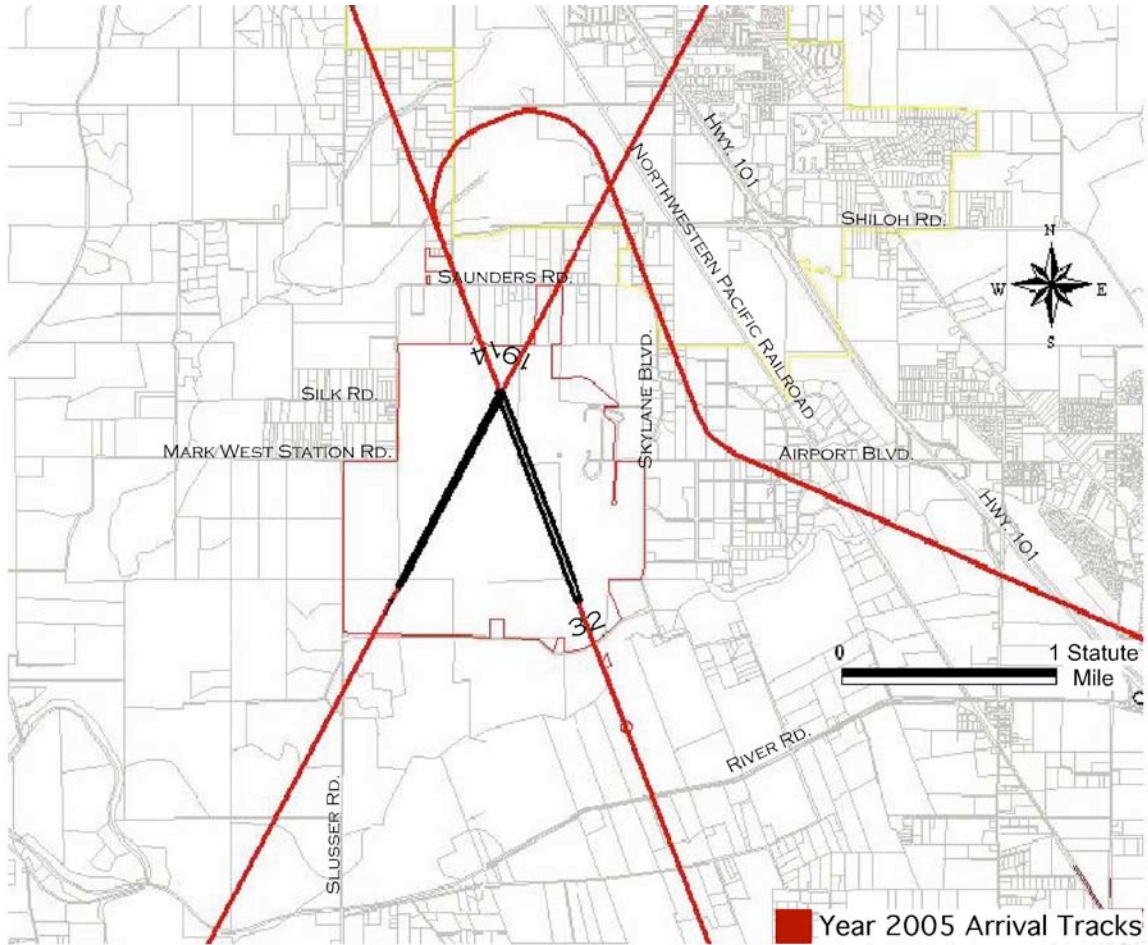 HWY. 101
NORTHWESTERN PACIFIC RAILROAD
SHILOH RD.
N
W E
S
SAUNDERS RD.
14 19
SILK RD.
SKYLANE BLVD.
MARK WEST STATION RD.
AIRPORT BLVD.
HWY. 101
32
0 1 Statute
Mile
RIVER RD.
SLUSSER RD.
Year 2005 Arrival Tracks